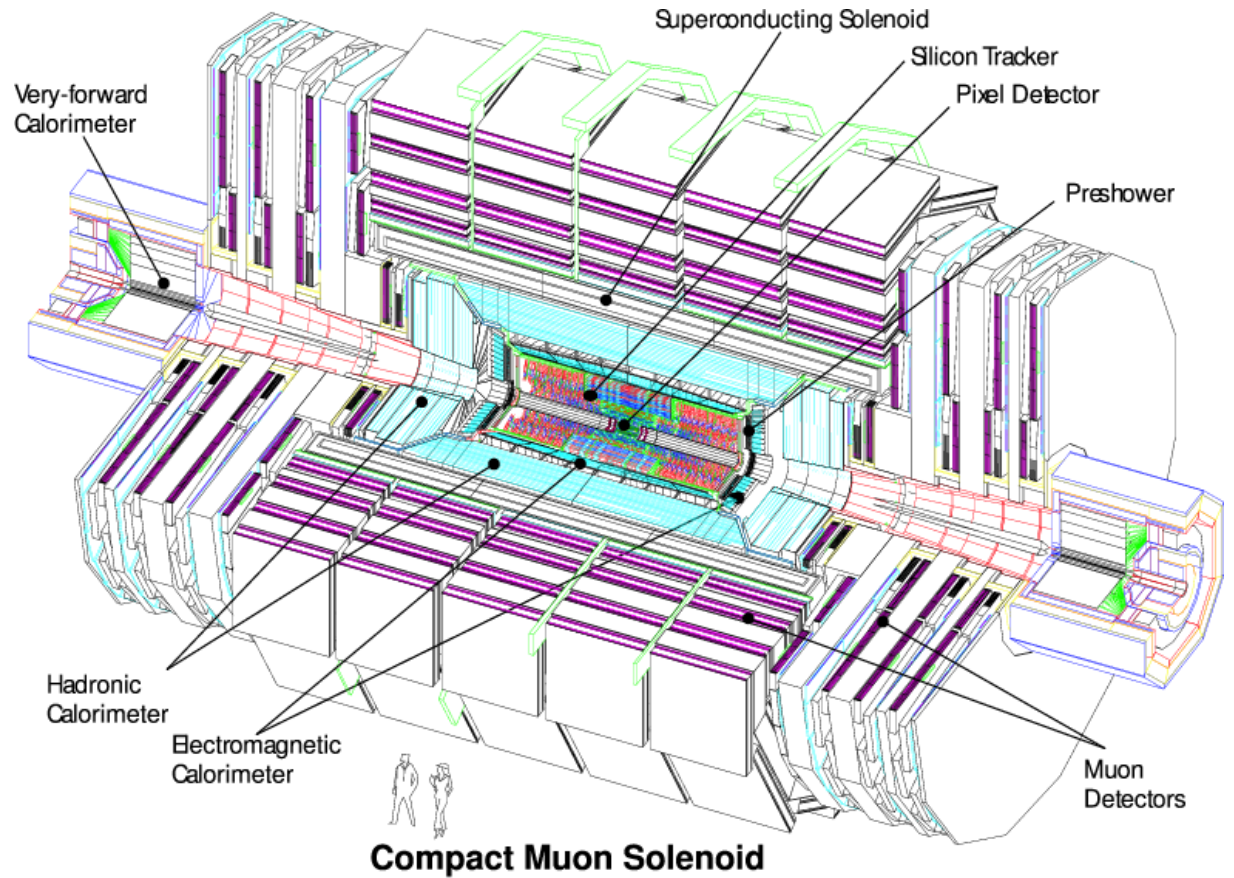 Superconducting Solenoid
Silicon Tracker
Pixel Detector
Very-forward
Calorimeter
Preshower
Hadronic
Calorimeter
Electromagnetic
Calorimeter
Muon
Detectors
Compact Muon Solenoid